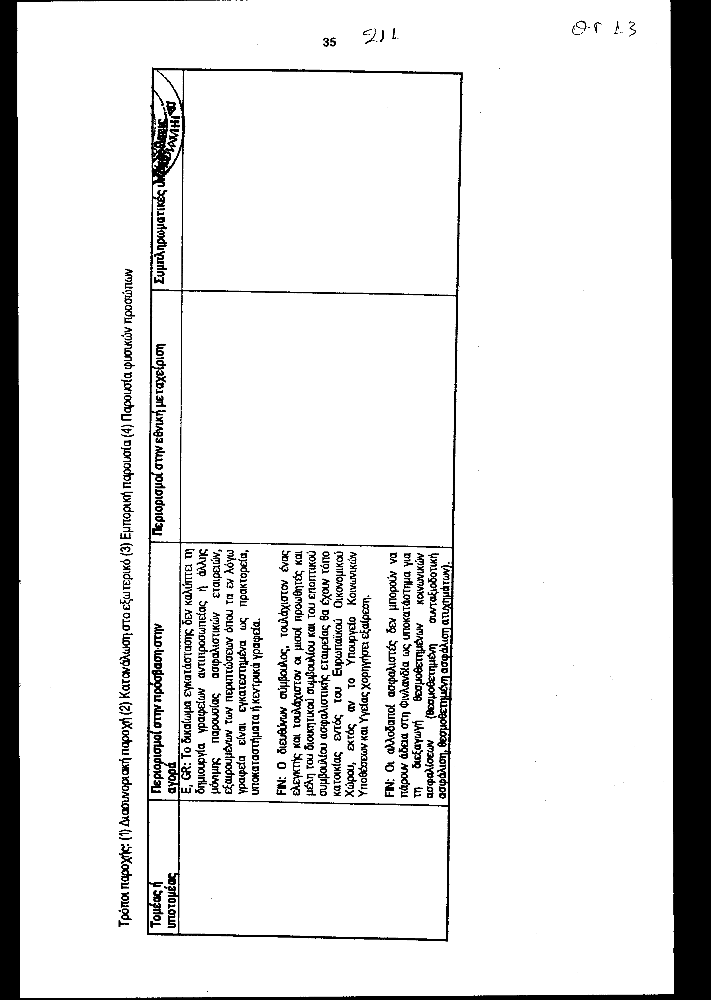 35
211
Θr 13
Τρόποι παροχής: (1) Διασυνοριακή παροχή (2) Κατανάλωση στο εξωτερικό (3) Εμπορική παρουσία (4) Παρουσία φυσικών προσώπων
Τομέας ή
υποτομέας
Περιορισμοί στην πρόσβαση στην
αγορά
Περιορισμοί στην εθνική μεταχείριση
Συμπληρωματικές
E, GR: Το δικαίωμα εγκατάστασης δεν καλύπτει τη
δημιουργία γραφείων αντιπροσωπείας ή άλλης
μόνιμης παρουσίας ασφαλιστικών εταιρειών,
εξαιρουμένων των περιπτώσεων όπου τα εν λόγω
γραφεία είναι εγκατεστημένα ως πρακτορεία,
υποκαταστήματα ή κεντρικά γραφεία.
FIN: Ο διευθύνων σύμβουλος, τουλάχιστον ένας
ελεγκτής και τουλάχιστον οι μισοί προωθητές και
μέλη του διοικητικού συμβουλίου και του εποπτικού
συμβουλίου ασφαλιστικής εταιρείας θα έχουν τόπο
κατοικίας εντός του Ευρωπαϊκού Οικονομικού
Χώρου, εκτός αν το Υπουργείο Κοινωνικών
Υποθέσεων και Υγείας χορηγήσει εξαίρεση.
FIN: Οι αλλοδαποί ασφαλιστές δεν μπορούν να
πάρουν άδεια στη Φινλανδία ως υποκατάστημα για
τη διεξαγωγή θεσμοθετημένων κοινωνικών
ασφαλίσεων (θεσμοθετημένη συνταξιοδοτική
ασφάλιση, θεσμοθετημένη ασφάλιση ατυχημάτων).